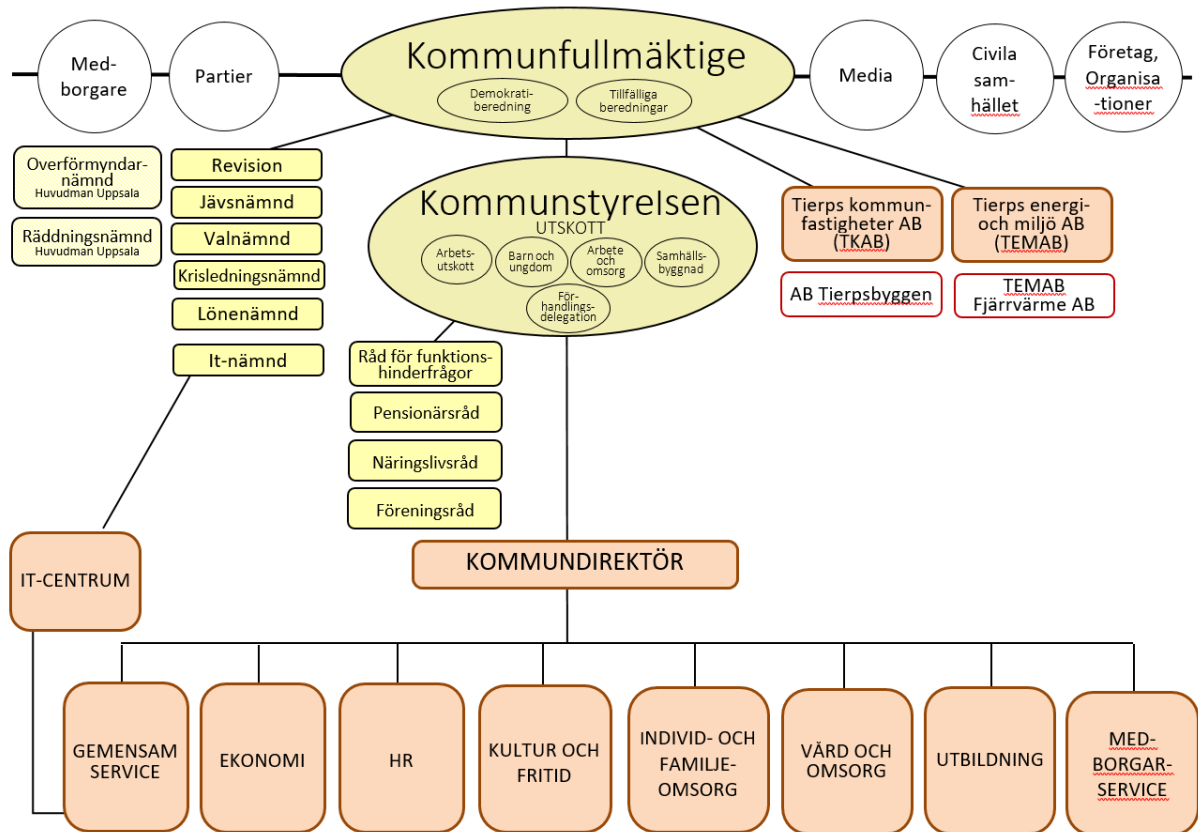 Med-
borgare
Partier
Kommunfullmäktige
Demokrati-
beredning
Tillfälliga
beredningar
Media
Civila
sam-
hället
Företag,
Organisa
-tioner
Överförmyndar-
nämnd
Huvudman Uppsala
Räddningsnämnd
Huvudman Uppsala
Revision
Jävsnämnd
Valnämnd
Krisledningsnämnd
Lönenämnd
It-nämnd
Kommunstyrelsen
UTSKOTT
Arbets-
utskott
Barn och
ungdom
Arbete
och
omsorg
Samhälls-
byggnad
För-
handlings-
delegation
Tierps kommun-
fastigheter AB
(TKAB)
Tierps energi-
och miljö AB
(TEMAB)
AB Tierpsbyggen
TEMAB
Fjärrvärme AB
Råd för funktions-
hinderfrågor
Pensionärsråd
Näringslivsråd
Föreningsråd
IT-CENTRUM
KOMMUNDIREKTÖR
GEMENSAM
SERVICE
EKONOMI
HR
KULTUR OCH
FRITID
INDIVID- OCH
FAMILJE-
OMSORG
VÅRD OCH
OMSORG
UTBILDNING
MED-
BORGAR-
SERVICE